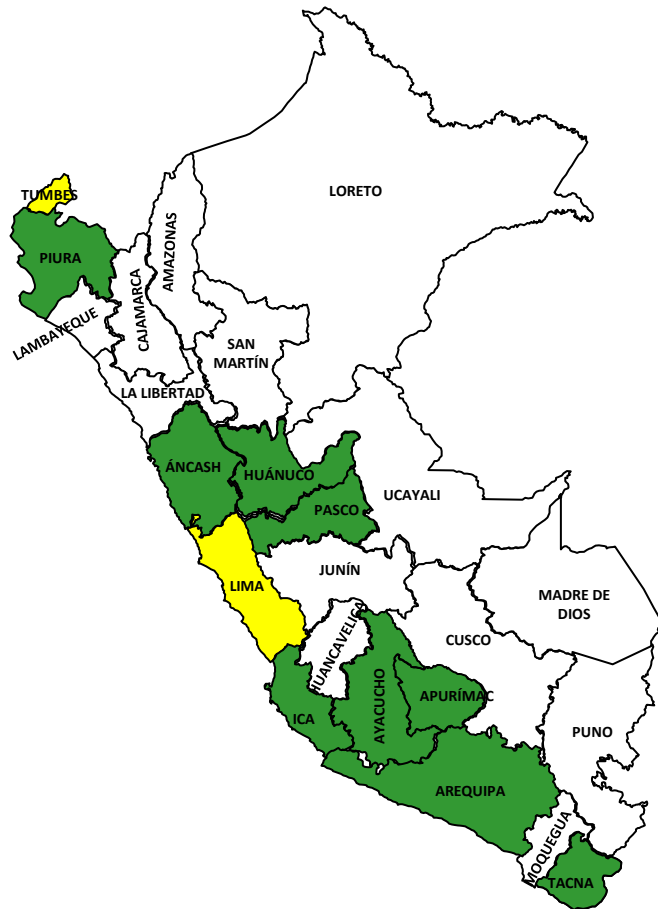 LORETO
TUMBES
PIURA
AMAZONAS
CAJAMARCA
LAMBAYEQUE
SAN
MARTÍN
LA LIBERTAD
ÁNCASH
HUÁNUCO
UCAYALI
PASCO
JUNÍN
LIMA
MADRE DE
DIOS
HUANCAVELICA
CUSCO
APURÍMAC
AYACUCHO
ICA
PUNO
AREQUIPA
MOQUEGUA
TACNA